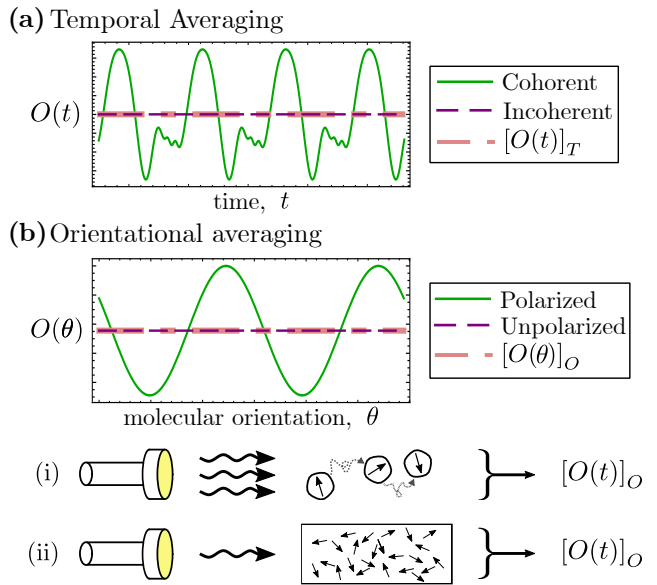 (a) Temporal Averaging
O(t)
Cohorent
Incoherent
[O(t)]_T
time, t
(b) Orientational averaging
O(θ)
Polarized
Unpolarized
[O(θ)]_O
molecular orientation, θ
(i)
[O(t)]_O
(ii)
[O(t)]_O